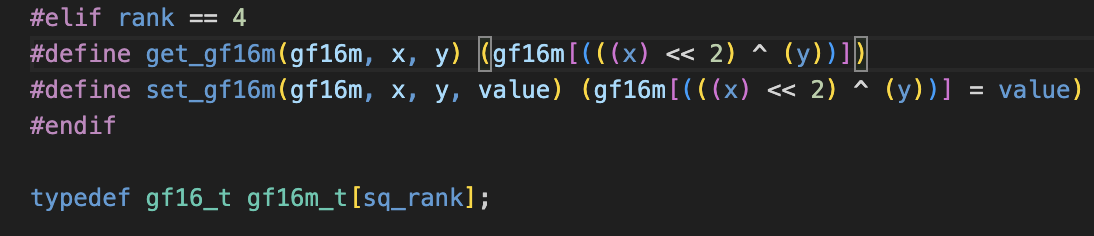 #elif rank == 4
#define get_gf16m(gf16m, x, y) (gf16m[(((x) << 2) ^ (y))])
#define set_gf16m(gf16m, x, y, value) (gf16m[(((x) << 2) ^ (y))] = value)
#endif
typedef gf16_t gf16m_t[sq_rank];